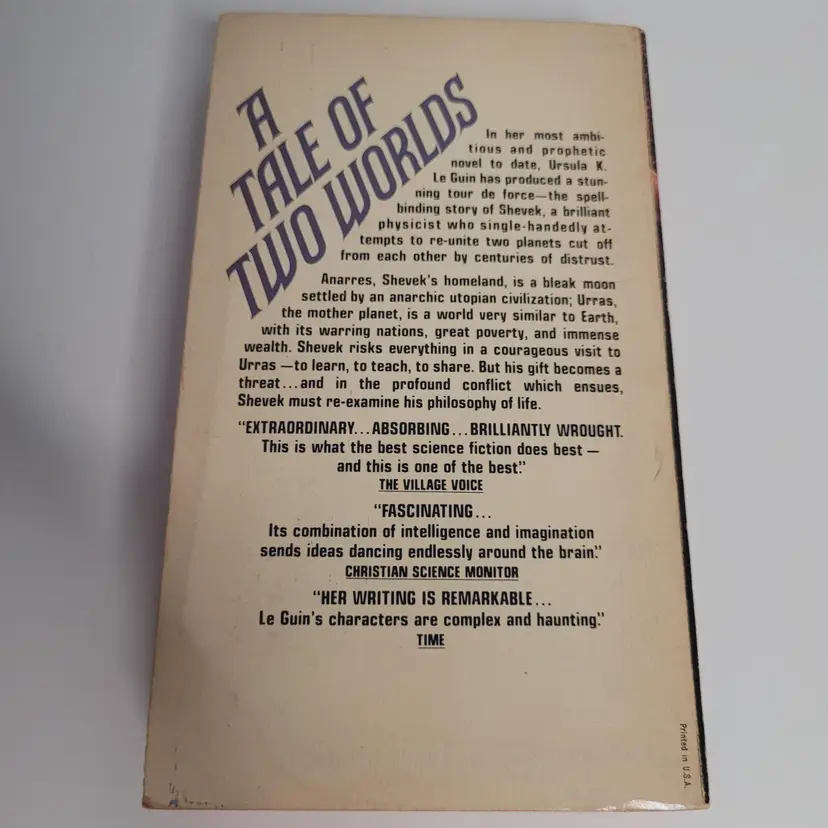 A
TALE OF
TWO WORLDS
In her most ambi-
tious and prophetic
novel to date, Ursula K.
Le Guin has produced a stun-
ning tour de force—the spell-
binding story of Shevek, a brilliant
physicist who single-handedly at-
tempts to re-unite two planets cut off
from each other by centuries of distrust.
Anarres, Shevek's homeland, is a bleak moon
settled by an anarchic utopian civilization; Urras,
the mother planet, is a world very similar to Earth,
with its warring nations, great poverty, and immense
wealth. Shevek risks everything in a courageous visit to
Urras —to learn, to teach, to share. But his gift becomes a
threat...and in the profound conflict which ensues,
Shevek must re-examine his philosophy of life.
"EXTRAORDINARY...ABSORBING...BRILLIANTLY WROUGHT.
This is what the best science fiction does best —
and this is one of the best."
THE VILLAGE VOICE
"FASCINATING...
Its combination of intelligence and imagination
sends ideas dancing endlessly around the brain."
CHRISTIAN SCIENCE MONITOR
"HER WRITING IS REMARKABLE...
Le Guin's characters are complex and haunting."
TIME
Printed in U.S.A.